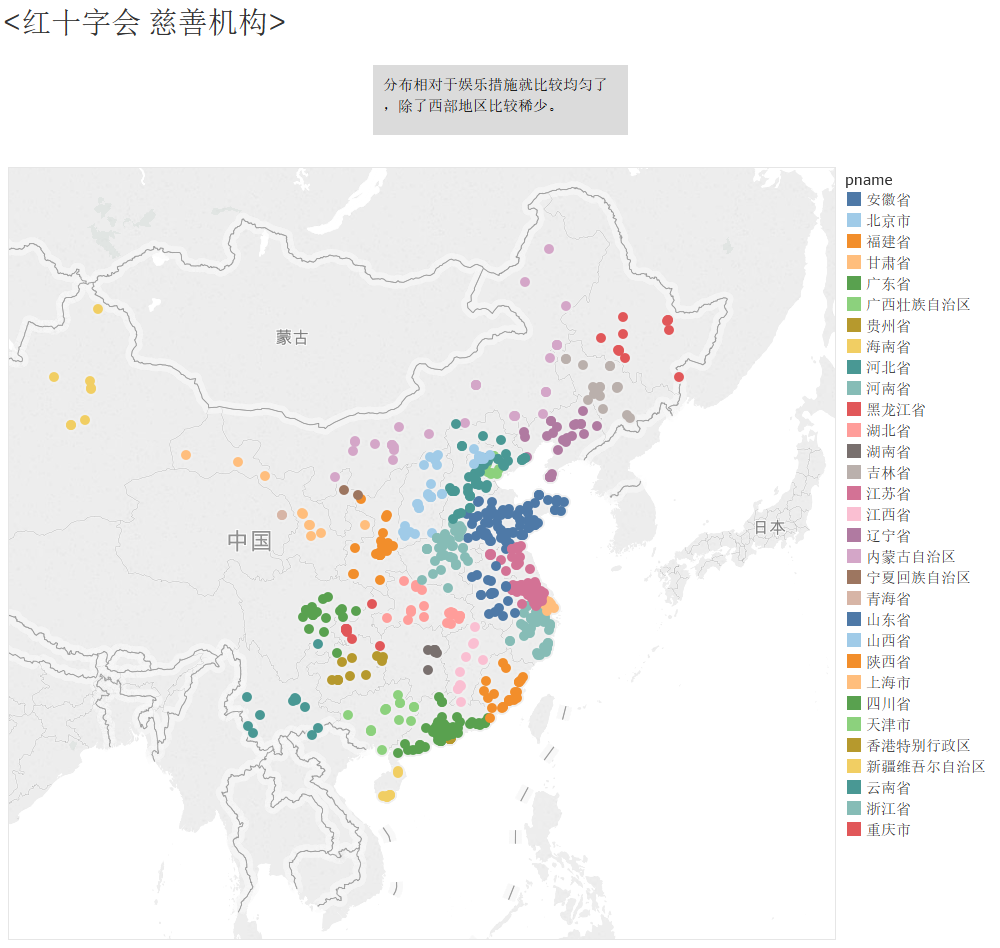 <红十字会 慈善机构>
分布相对于娱乐措施就比较均匀了
，除了西部地区比较稀少。
pname
安徽省
北京市
福建省
甘肃省
广东省
广西壮族自治区
贵州省
海南省
河北省
河南省
黑龙江省
湖北省
湖南省
吉林省
江苏省
江西省
辽宁省
内蒙古自治区
宁夏回族自治区
青海省
山东省
山西省
陕西省
上海市
四川省
天津市
香港特别行政区
新疆维吾尔自治区
云南省
浙江省
重庆市
蒙古
中国
日本